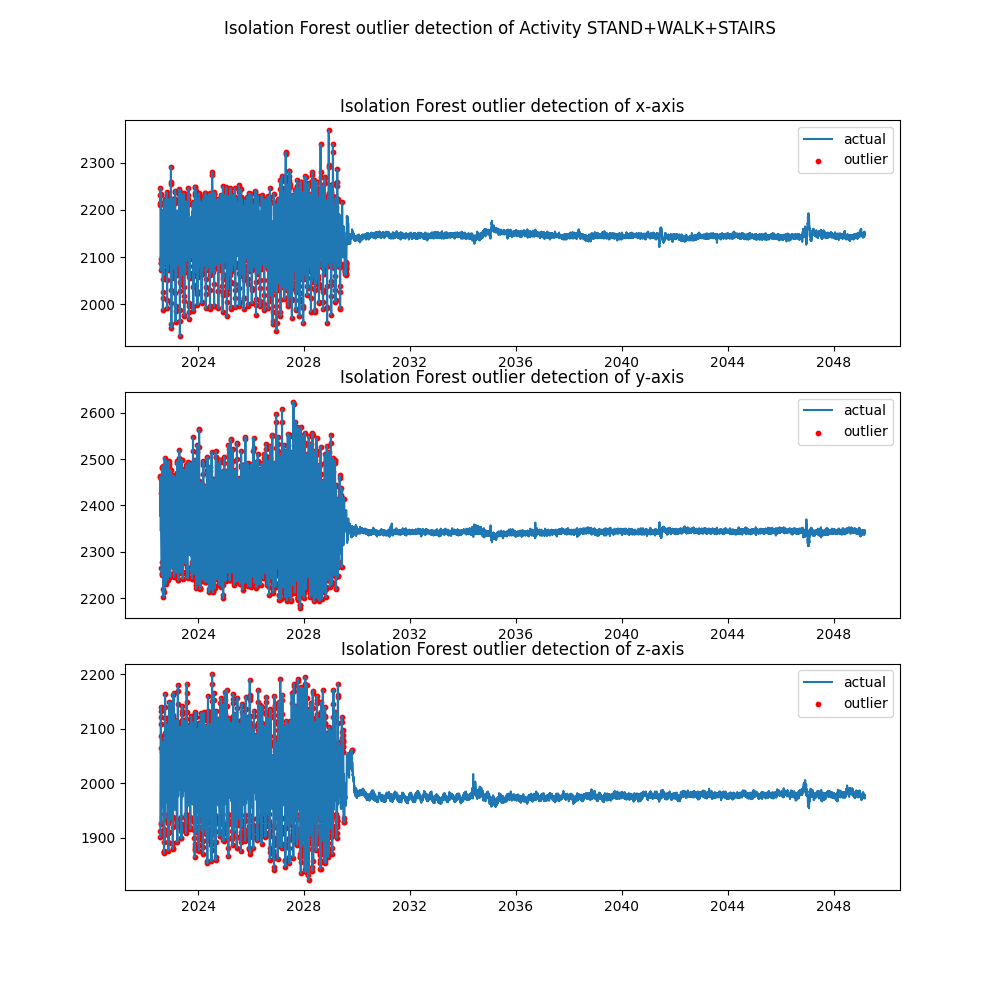 Isolation Forest outlier detection of Activity STAND+WALK+STAIRS
Isolation Forest outlier detection of x-axis
actual
outlier
2300
2200
2100
2000
2024 2028 2032 2036 2040 2044 2048
Isolation Forest outlier detection of y-axis
actual
outlier
2600
2500
2400
2300
2200
2024 2028 2032 2036 2040 2044 2048
Isolation Forest outlier detection of z-axis
actual
outlier
2200
2100
2000
1900
2024 2028 2032 2036 2040 2044 2048